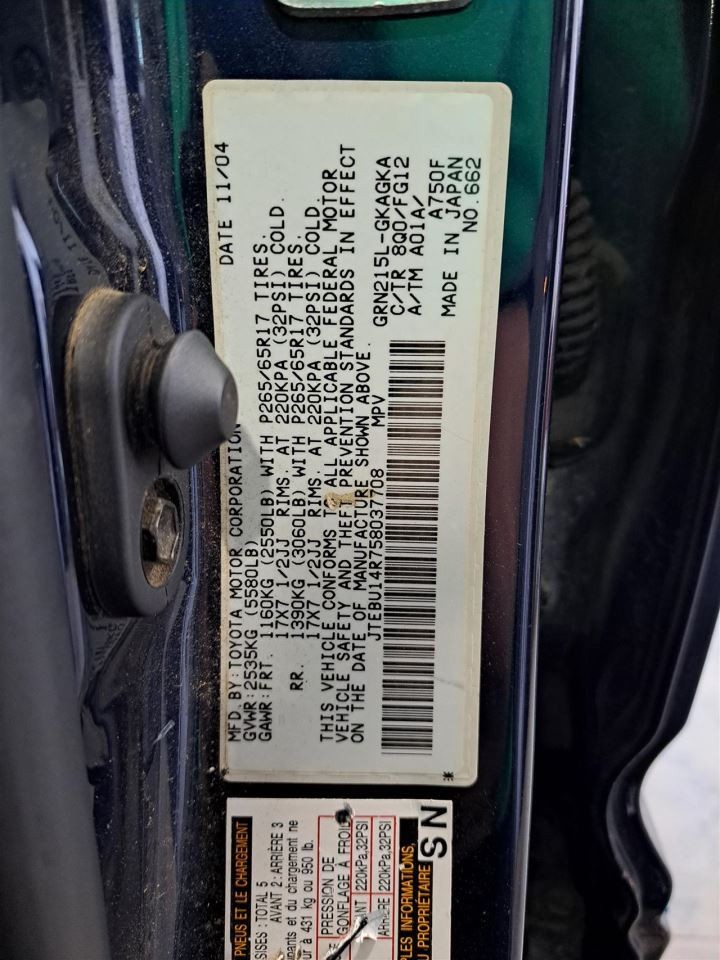 DATE 11/04
MFD. BY: TOYOTA MOTOR CORPORATION
GVWR: 2535KG (5580LB)
GAWR: FRT. 1160KG (2550LB) WITH P265/65R17 TIRES.
17X7 1/2JJ RIMS. AT 220KPA (32PSI) COLD.
RR. 1390KG (3060LB) WITH P265/65R17 TIRES.
17X7 1/2JJ RIMS. AT 220KPA (32PSI) COLD.
THIS VEHICLE CONFORMS TO ALL APPLICABLE FEDERAL MOTOR
VEHICLE SAFETY AND THEFT PREVENTION STANDARDS IN EFFECT
ON THE DATE OF MANUFACTURE SHOWN ABOVE.
JTEBU14R758037708 MPV
GRN215L-GKAGKA
C/TR 8Q0/FG12
A/TM A01A/
A750F
MADE IN JAPAN
NO.662
PNEUS ET LE CHARGEMENT
SISES: TOTAL 5
AVANT 2: ARRIÈRE 3
et du chargement ne
à 431 kg ou 950 lb.
PRESSION DE
GONFLAGE À FROID
220kPa,32PSI
220kPa,32PSI
INFORMATIONS,
PROPRIÉTAIRE
SN